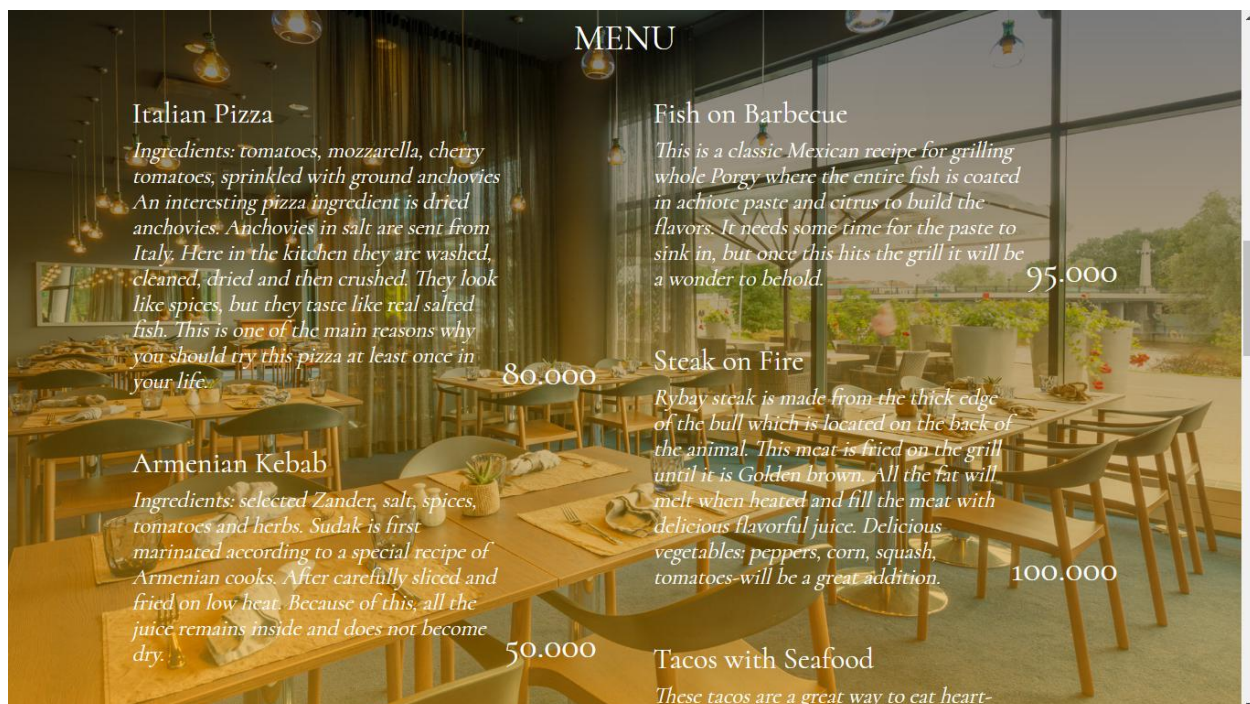 MENU
Italian Pizza
Ingredients: tomatoes, mozzarella, cherry
tomatoes, sprinkled with ground anchovies
An interesting pizza ingredient is dried
anchovies. Anchovies in salt are sent from
Italy. Here in the kitchen they are washed,
cleaned, dried and then crushed. They look
like spices, but they taste like real salted
fish. This is one of the main reasons why
you should try this pizza at least once in
your life.
80.000
Armenian Kebab
Ingredients: selected Zander, salt, spices,
tomatoes and herbs. Sudak is first
marinated according to a special recipe of
Armenian cooks. After carefully sliced and
fried on low heat. Because of this, all the
juice remains inside and does not become
dry.
50.000
Fish on Barbecue
This is a classic Mexican recipe for grilling
whole Porgy where the entire fish is coated
in achiote paste and citrus to build the
flavors. It needs some time for the paste to
sink in, but once this hits the grill it will be
a wonder to behold.
95.000
Steak on Fire
Rybay steak is made from the thick edge
of the bull which is located on the back of
the animal. This meat is fried on the grill
until it is Golden brown. All the fat will
melt when heated and fill the meat with
delicious flavorful juice. Delicious
vegetables: peppers, corn, squash,
tomatoes-will be a great addition.
100.000
Tacos with Seafood
These tacos are a great way to eat heart-